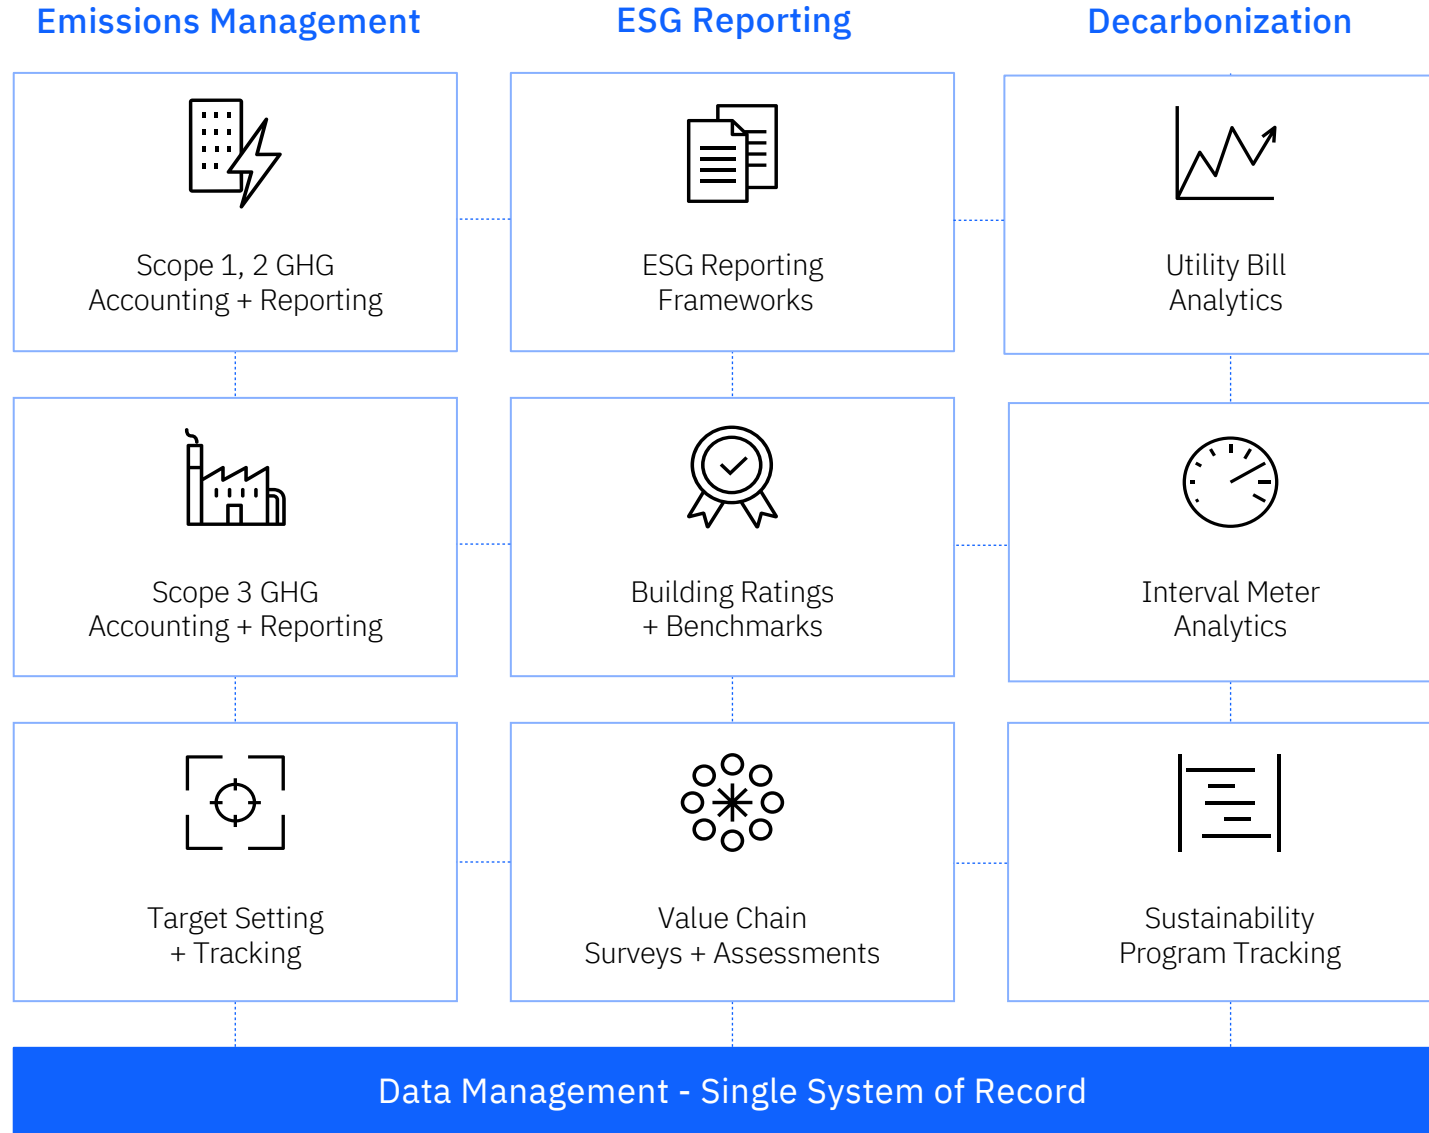 Emissions Management
ESG Reporting
Decarbonization
Scope 1, 2 GHG
Accounting + Reporting
ESG Reporting
Frameworks
Utility Bill
Analytics
Scope 3 GHG
Accounting + Reporting
Building Ratings
+ Benchmarks
Interval Meter
Analytics
Target Setting
+ Tracking
Value Chain
Surveys + Assessments
Sustainability
Program Tracking
Data Management - Single System of Record